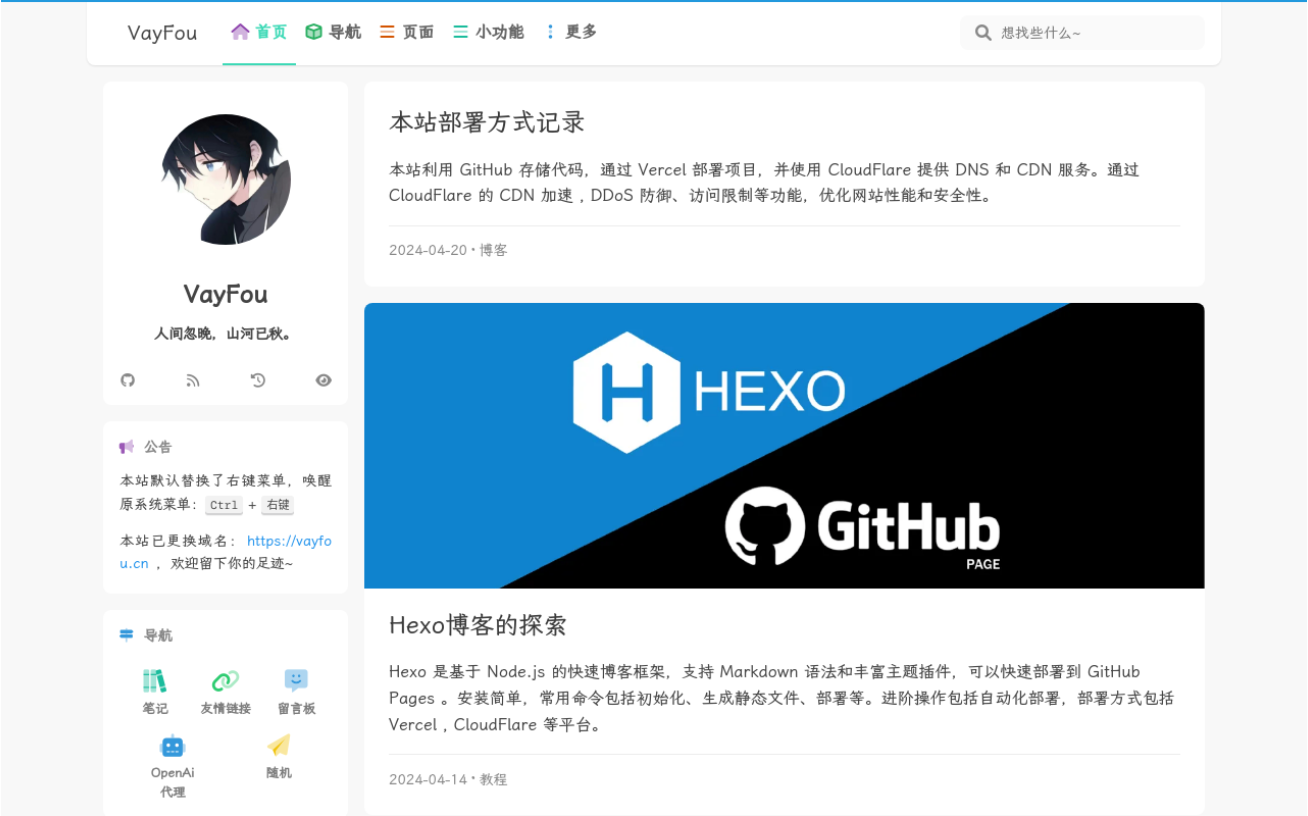 VayFou 首页 导航 页面 小功能 更多 想找些什么~
VayFou
人间忽晚，山河已秋。
公告
本站默认替换了右键菜单，唤醒
原系统菜单： Ctrl + 右键
本站已更换域名： https://vayfo
u.cn ，欢迎留下你的足迹~
导航
笔记 友情链接 留言板
OpenAi 随机
代理
本站部署方式记录
本站利用 GitHub 存储代码，通过 Vercel 部署项目，并使用 CloudFlare 提供 DNS 和 CDN 服务。通过
CloudFlare 的 CDN 加速 , DDoS 防御、访问限制等功能，优化网站性能和安全性。
2024-04-20 • 博客
HEXO
GitHub
PAGE
Hexo博客的探索
Hexo 是基于 Node.js 的快速博客框架，支持 Markdown 语法和丰富主题插件，可以快速部署到 GitHub
Pages 。安装简单，常用命令包括初始化、生成静态文件、部署等。进阶操作包括自动化部署，部署方式包括
Vercel , CloudFlare 等平台。
2024-04-14 • 教程